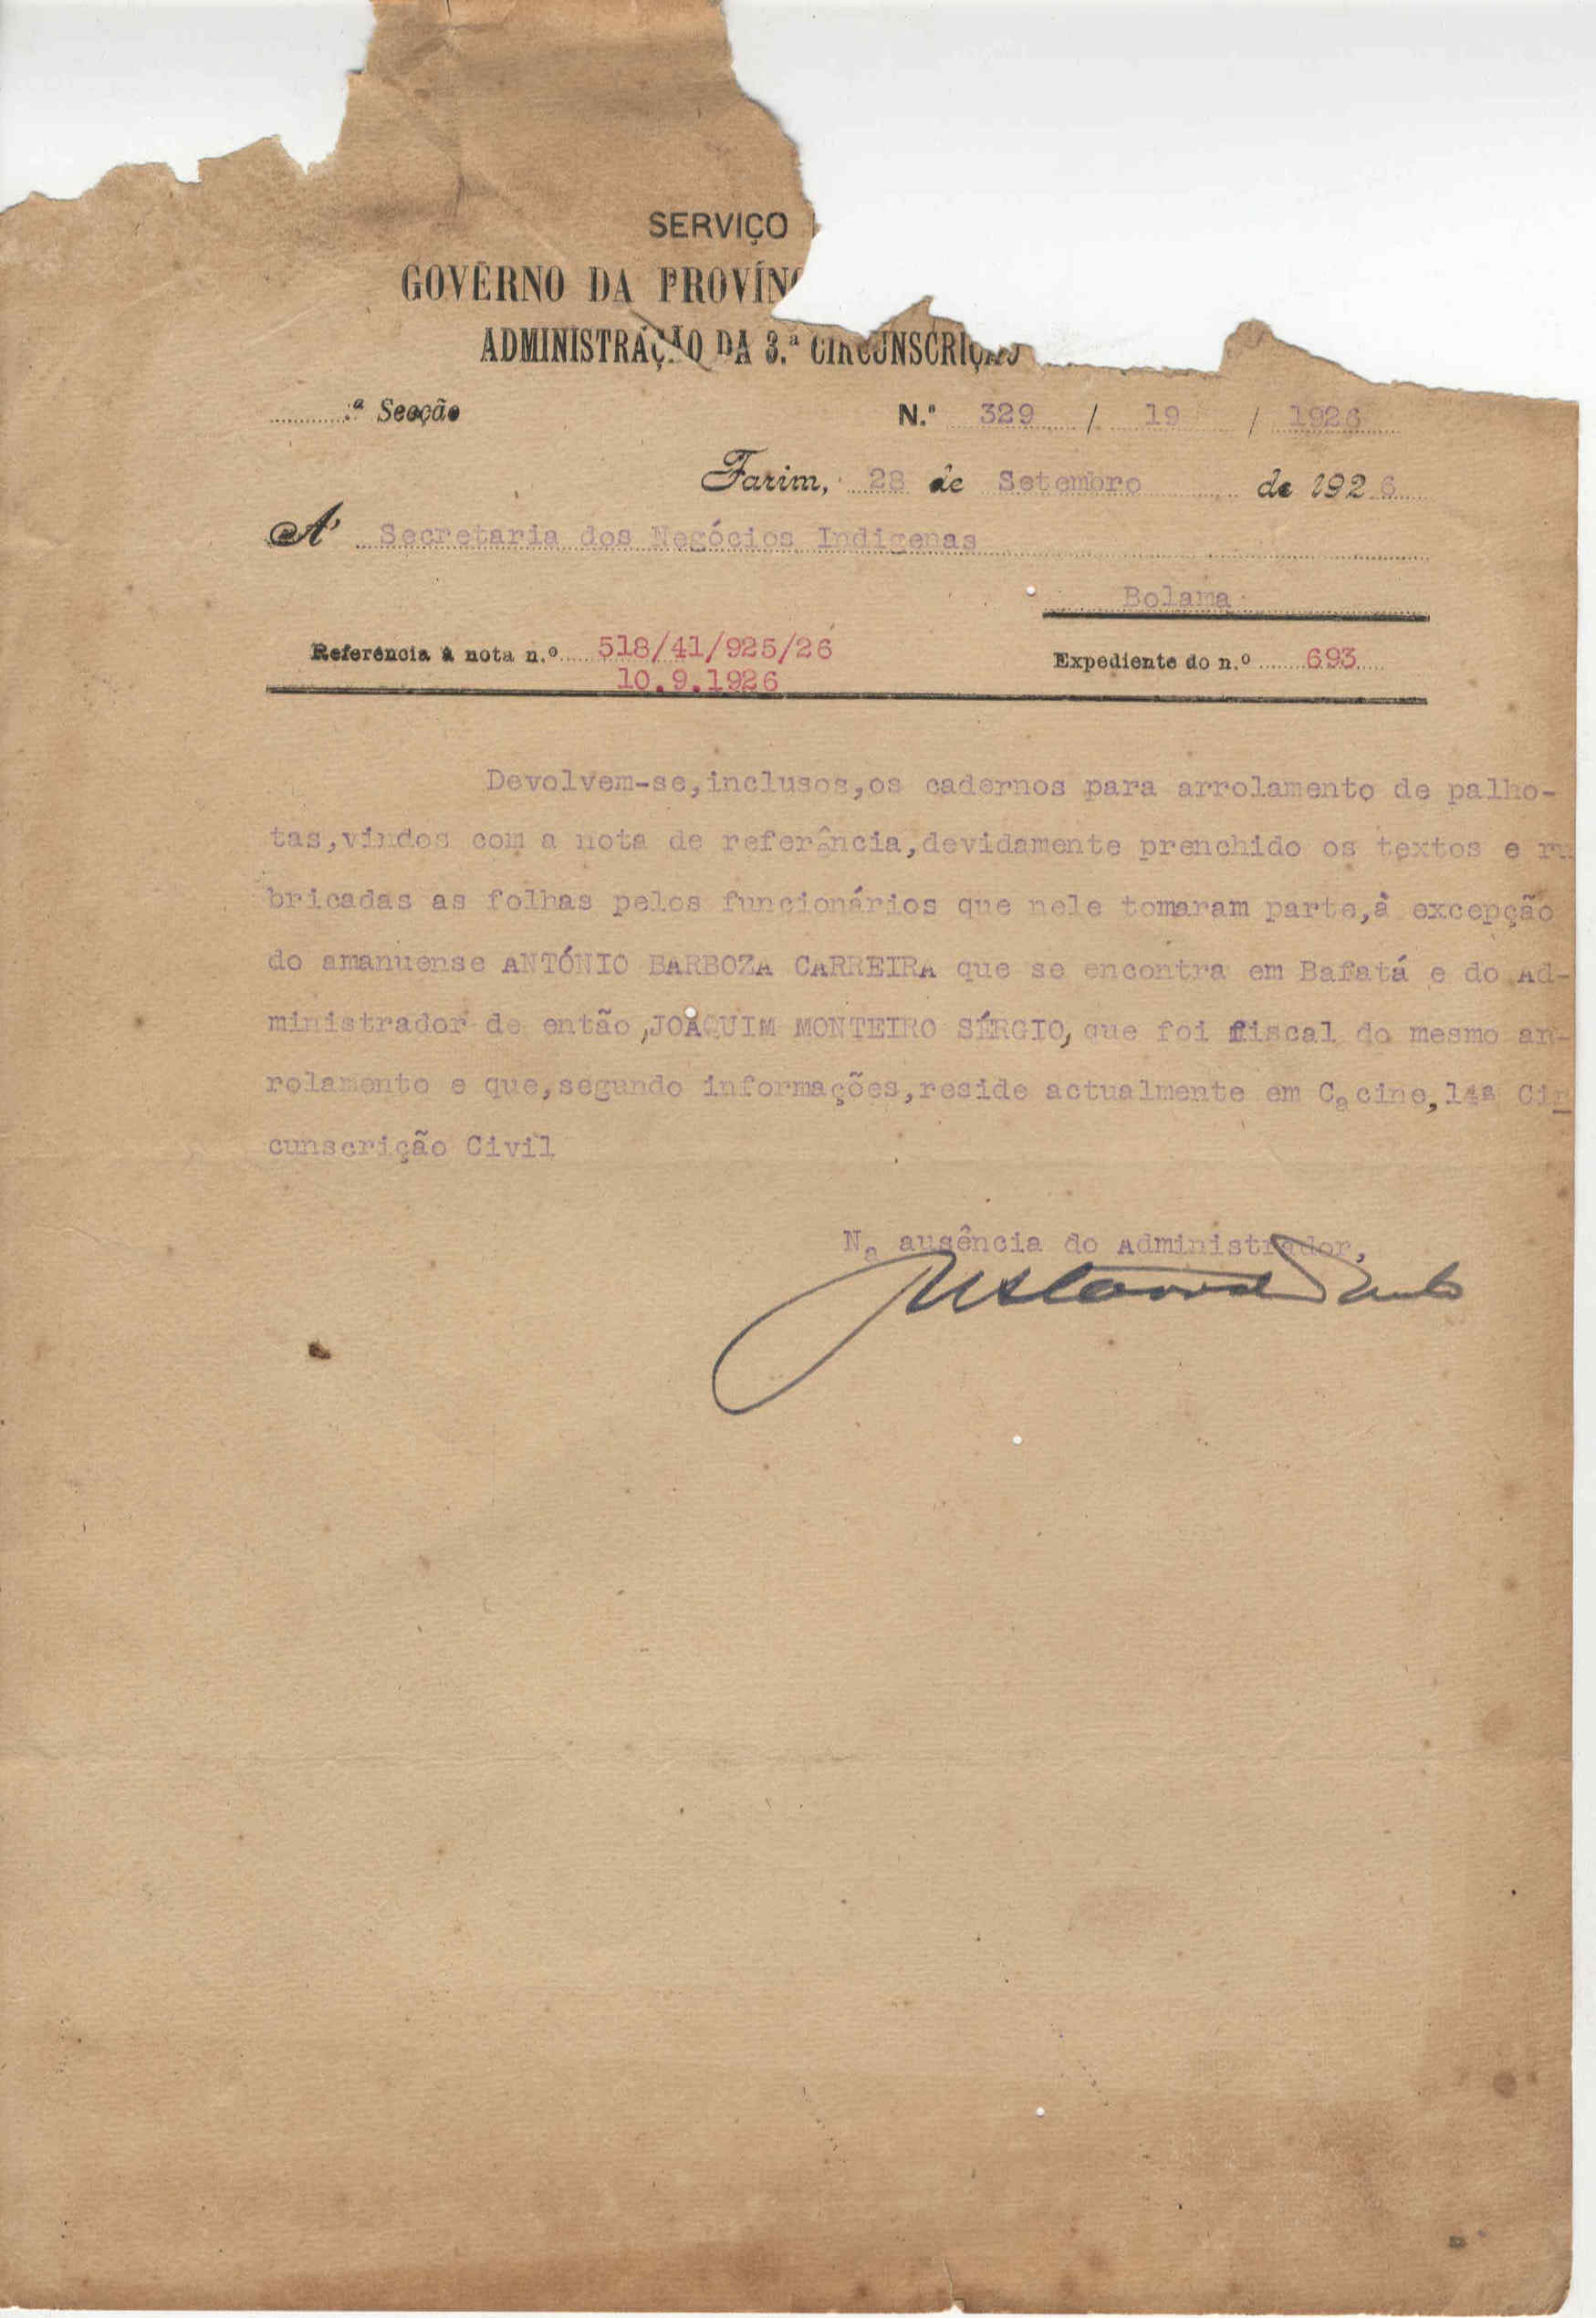 SERVIÇO
GOVÊRNO DA PROVÍN
ADMINISTRAÇÃO DA 3.ª CIRCUNSCRIÇÃO
.ª Secção N.º 329 / 19 / 1926
Farim, 28 de Setembro de 1926
A' Secretaria dos Negócios Indigenas
Bolama
Referência à nota n.º 518/41/925/26 Expediente do n.º 693
10.9.1926
Devolvem-se,inclusos,os cadernos para arrolamento de palho-
tas,vindos com a nota de referência,devidamente prenchido os textos e ru
bricadas as folhas pelos funcionários que nele tomaram parte,à excepção
do amanuense ANTÓNIO BARBOZA CARREIRA que se encontra em Bafatá e do Ad-
ministrador de então,JOAQUIM MONTEIRO SÉRGIO,que foi fiscal do mesmo ar-
rolamento e que,segundo informações,reside actualmente em Cacine,14ª Cir
cunscrição Civil
Na ausência do Administrador,